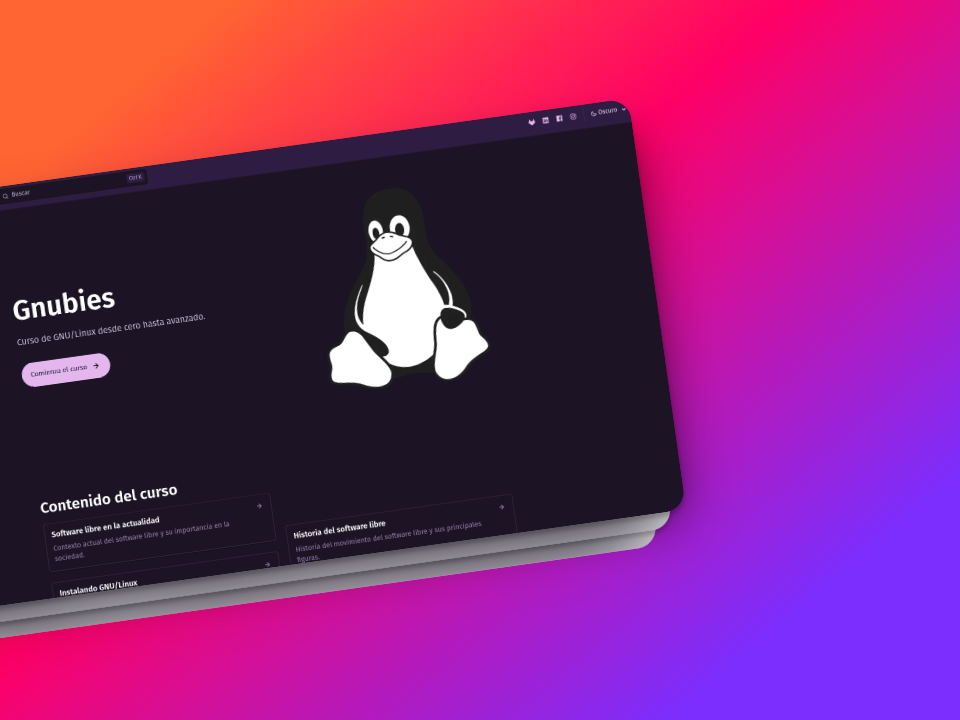 Buscar
Ctrl K
Oscuro
Gnubies
Curso de GNU/Linux desde cero hasta avanzado.
Comienza el curso
Contenido del curso
Software libre en la actualidad
Contexto actual del software libre y su importancia en la
sociedad.
Historia del software libre
Historia del movimiento del software libre y sus principales
figuras.
Instalando GNU/Linux